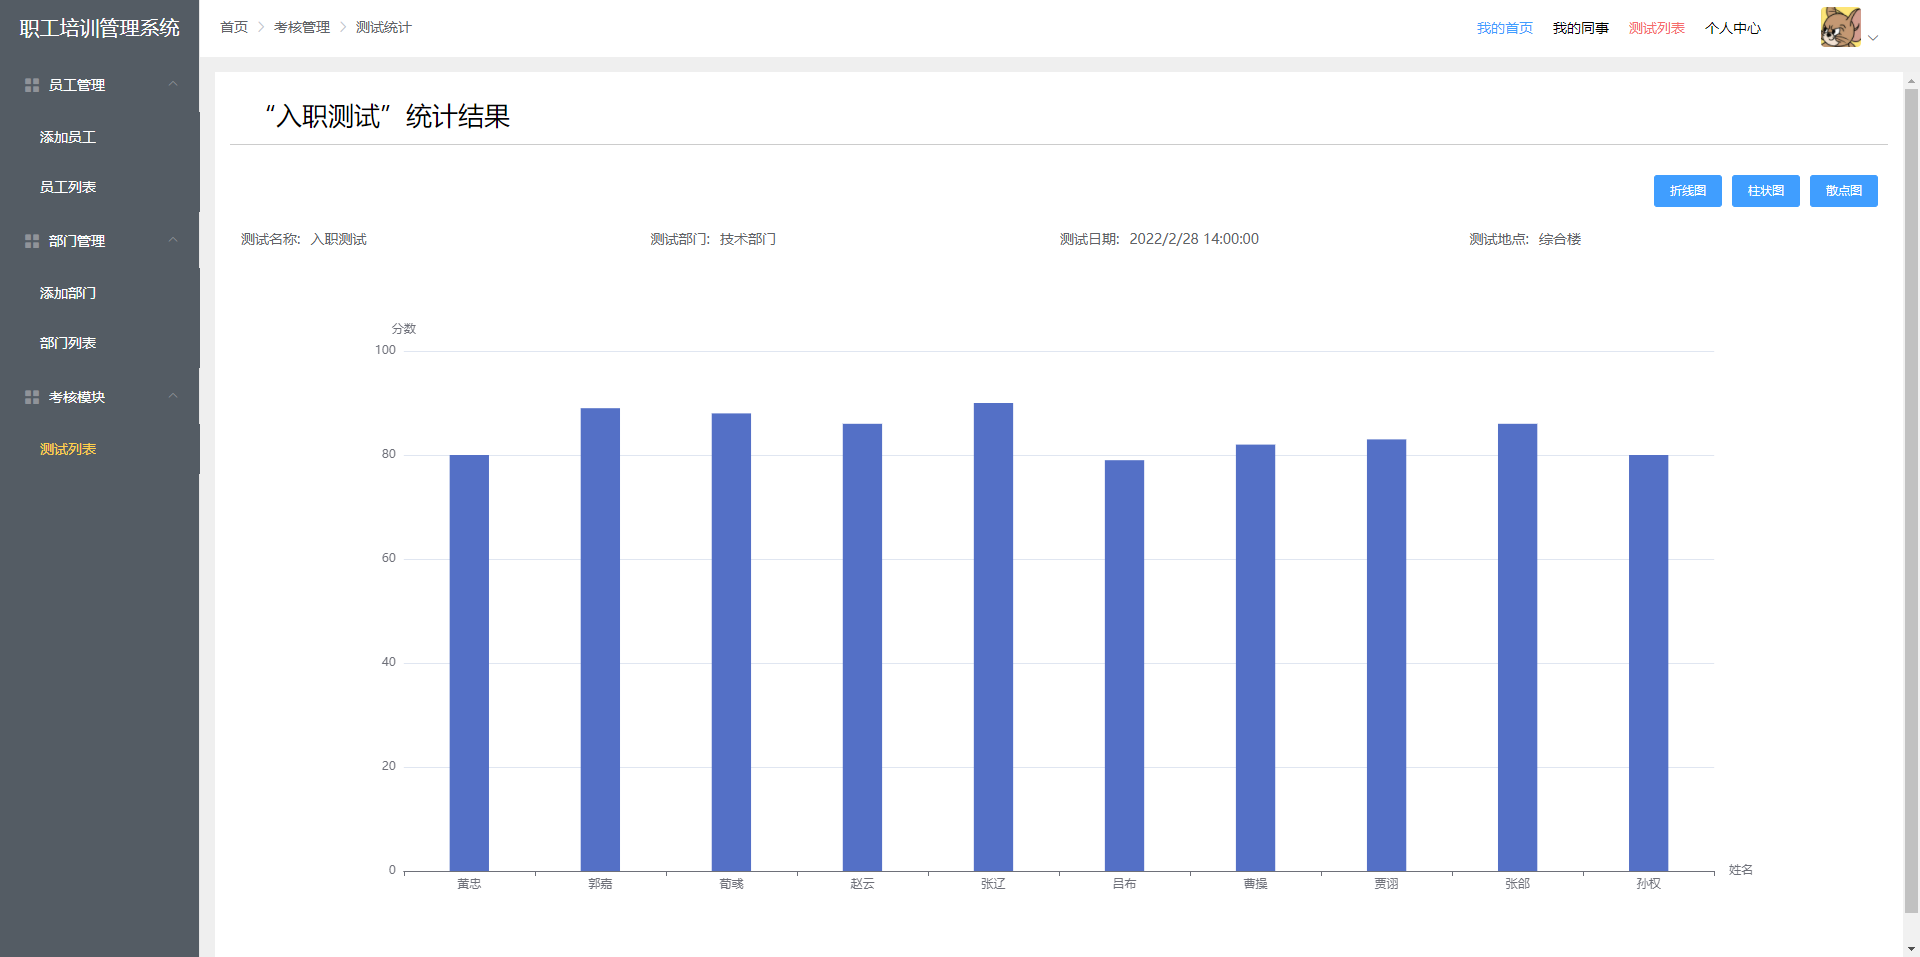 职工培训管理系统
首页 考核管理 测试统计
我的首页 我的同事 测试列表 个人中心
员工管理
添加员工
员工列表
部门管理
添加部门
部门列表
考核模块
测试列表
“入职测试”统计结果
折线图 柱状图 散点图
测试名称: 入职测试 测试部门: 技术部门 测试日期: 2022/2/28 14:00:00 测试地点: 综合楼
分数
100
80
60
40
20
0
黄忠 郭嘉 荀彧 赵云 张辽 吕布 曹操 贾诩 张郃 孙权
姓名